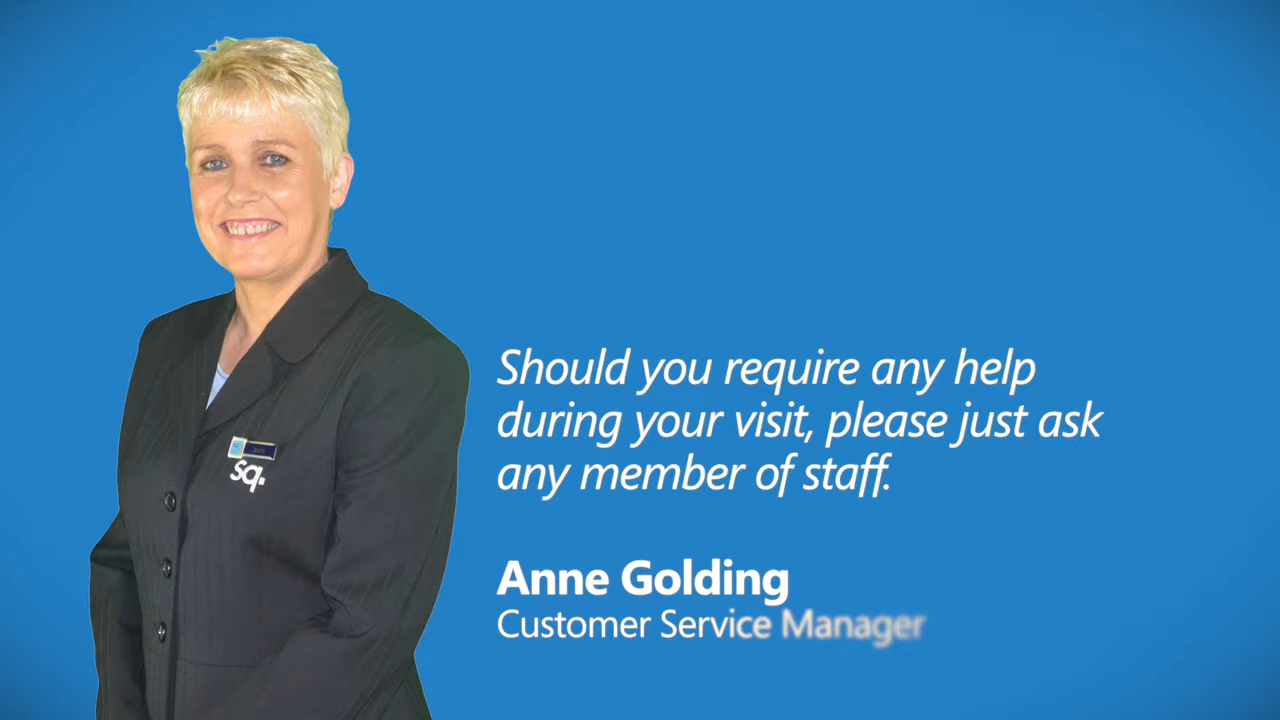 sq.
Should you require any help
during your visit, please just ask
any member of staff.
Anne Golding
Customer Service Manager